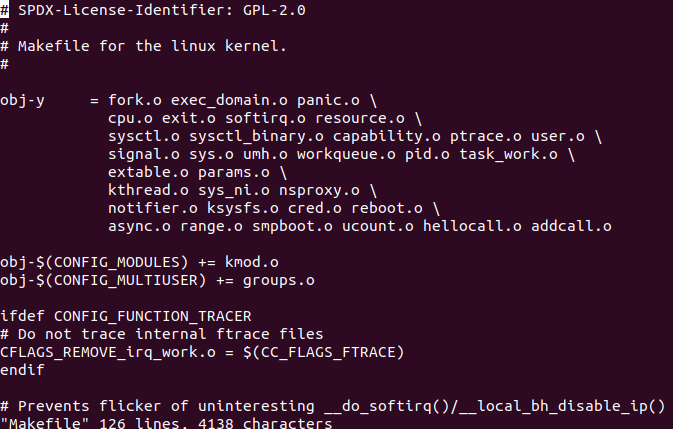 # SPDX-License-Identifier: GPL-2.0
#
# Makefile for the linux kernel.
#
obj-y     = fork.o exec_domain.o panic.o \
            cpu.o exit.o softirq.o resource.o \
            sysctl.o sysctl_binary.o capability.o ptrace.o user.o \
            signal.o sys.o umh.o workqueue.o pid.o task_work.o \
            extable.o params.o \
            kthread.o sys_ni.o nsproxy.o \
            notifier.o ksysfs.o cred.o reboot.o \
            async.o range.o smpboot.o ucount.o hellocall.o addcall.o
obj-$(CONFIG_MODULES) += kmod.o
obj-$(CONFIG_MULTIUSER) += groups.o
ifdef CONFIG_FUNCTION_TRACER
# Do not trace internal ftrace files
CFLAGS_REMOVE_irq_work.o = $(CC_FLAGS_FTRACE)
endif
# Prevents flicker of uninteresting __do_softirq()/__local_bh_disable_ip()
"Makefile" 126 lines, 4138 characters